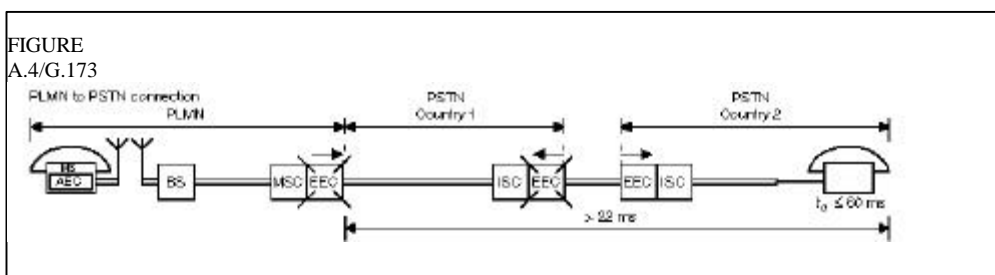 FIGURE
A.4/G.173
PLMN to PSTN connection
PLMN
PSTN
Country 1
PSTN
Country 2
MS
AEC
BS
MSC EEC
ISC EEC
EEC ISC
> 22 ms
ta ≤ 60 ms